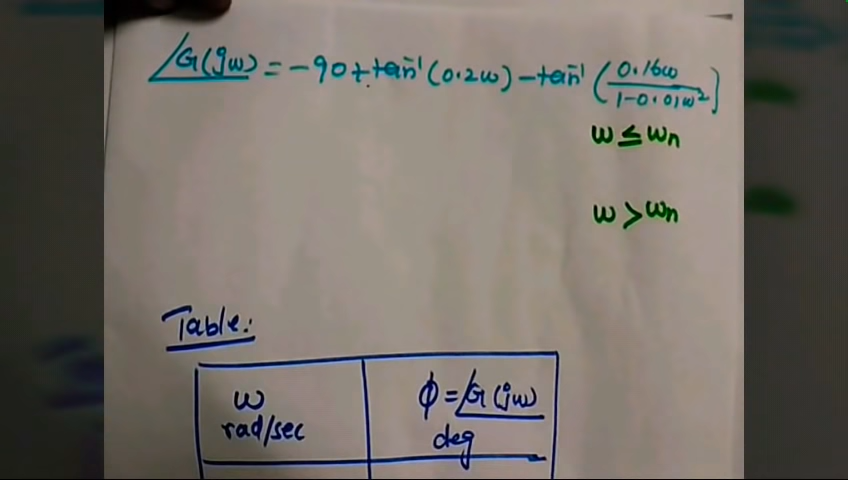 ∠G(jω) = -90 + tan⁻¹(0.2ω) - tan⁻¹(0.16ω/1-0.01ω²)
ω ≤ ωn
ω > ωn
Table:
ω rad/sec
ϕ = ∠G(jω) deg